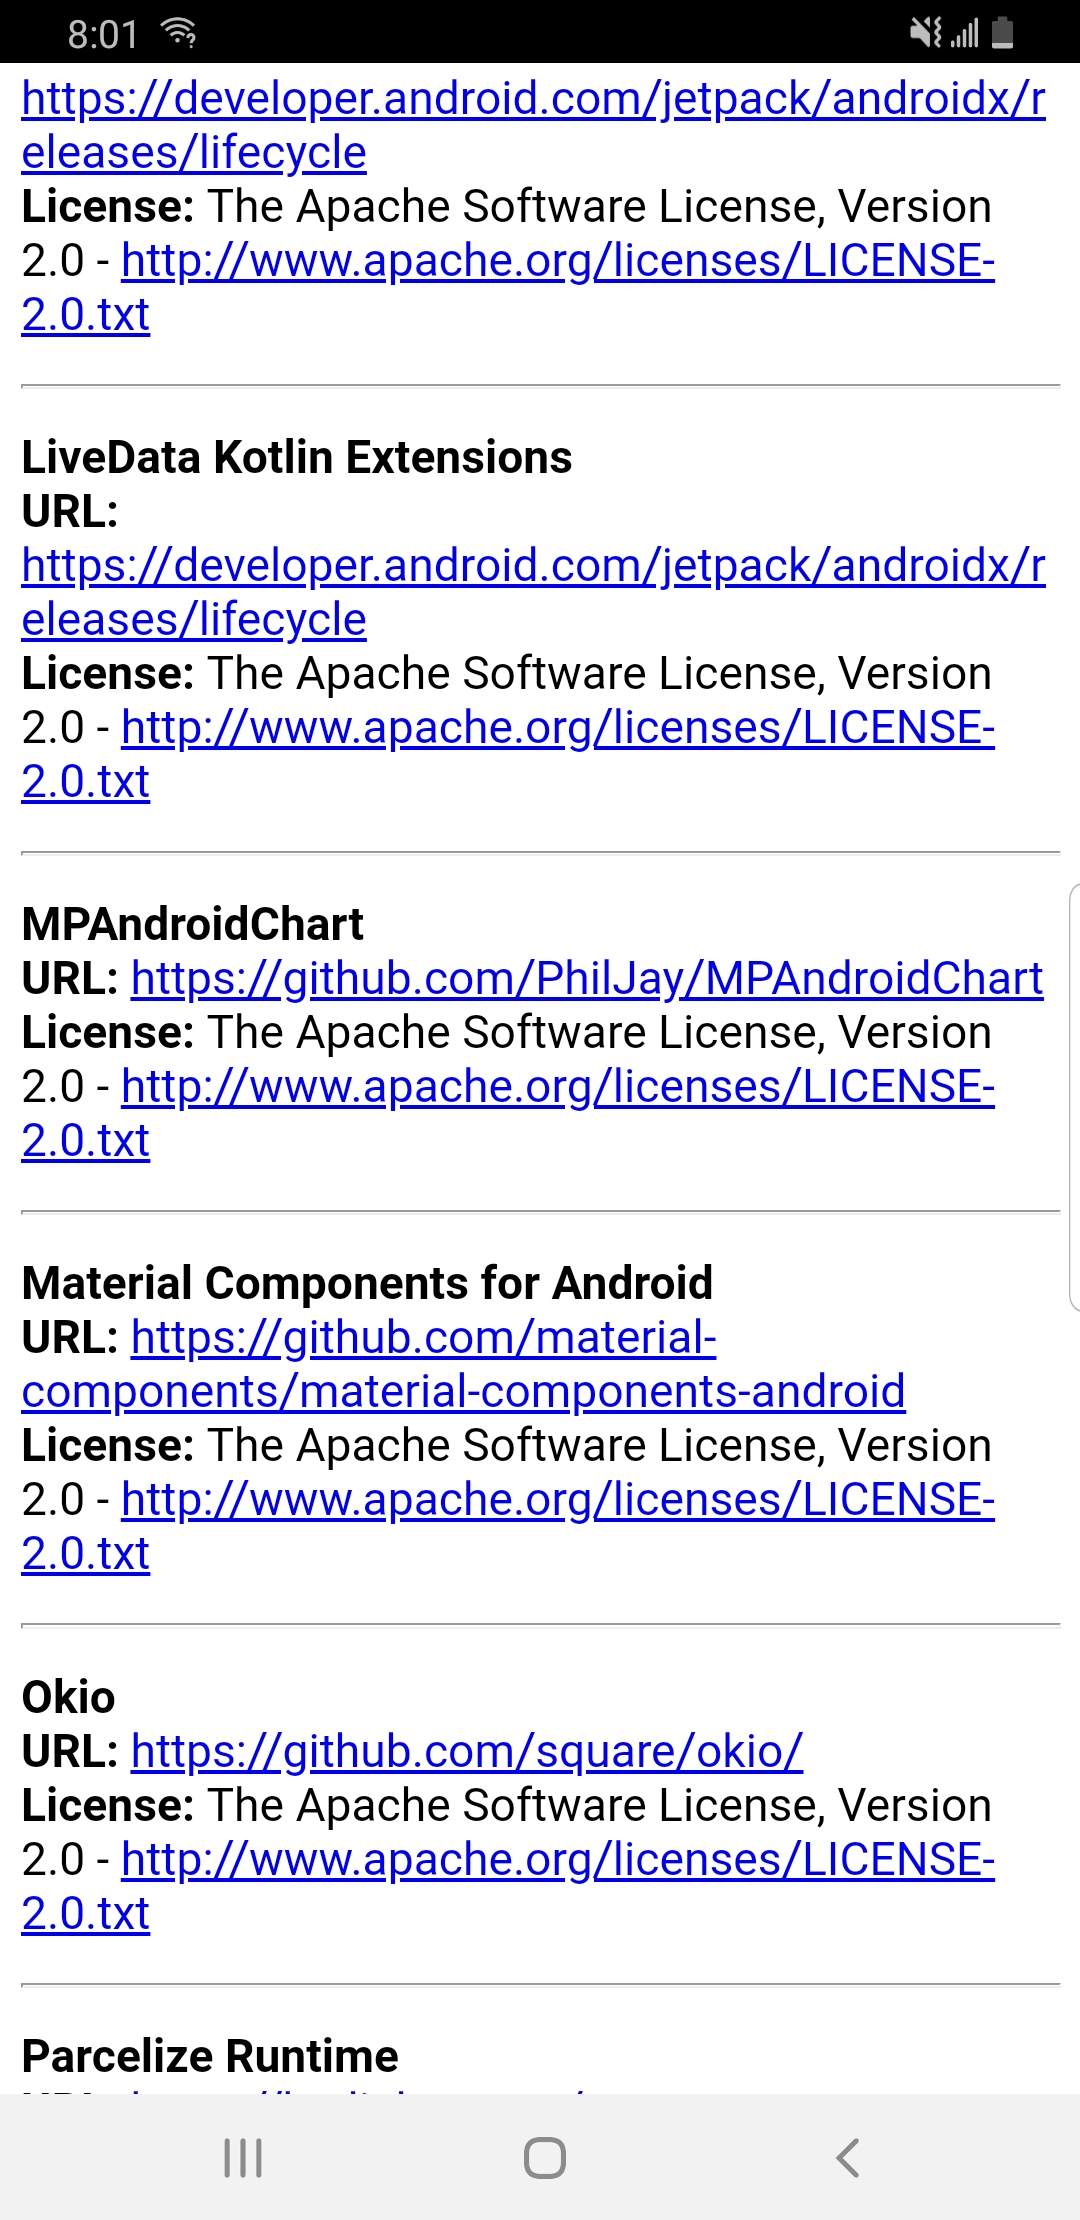 8:01
https://developer.android.com/jetpack/androidx/r
eleases/lifecycle
License: The Apache Software License, Version
2.0 - http://www.apache.org/licenses/LICENSE-
2.0.txt
LiveData Kotlin Extensions
URL:
https://developer.android.com/jetpack/androidx/r
eleases/lifecycle
License: The Apache Software License, Version
2.0 - http://www.apache.org/licenses/LICENSE-
2.0.txt
MPAndroidChart
URL: https://github.com/PhilJay/MPAndroidChart
License: The Apache Software License, Version
2.0 - http://www.apache.org/licenses/LICENSE-
2.0.txt
Material Components for Android
URL: https://github.com/material-
components/material-components-android
License: The Apache Software License, Version
2.0 - http://www.apache.org/licenses/LICENSE-
2.0.txt
Okio
URL: https://github.com/square/okio/
License: The Apache Software License, Version
2.0 - http://www.apache.org/licenses/LICENSE-
2.0.txt
Parcelize Runtime